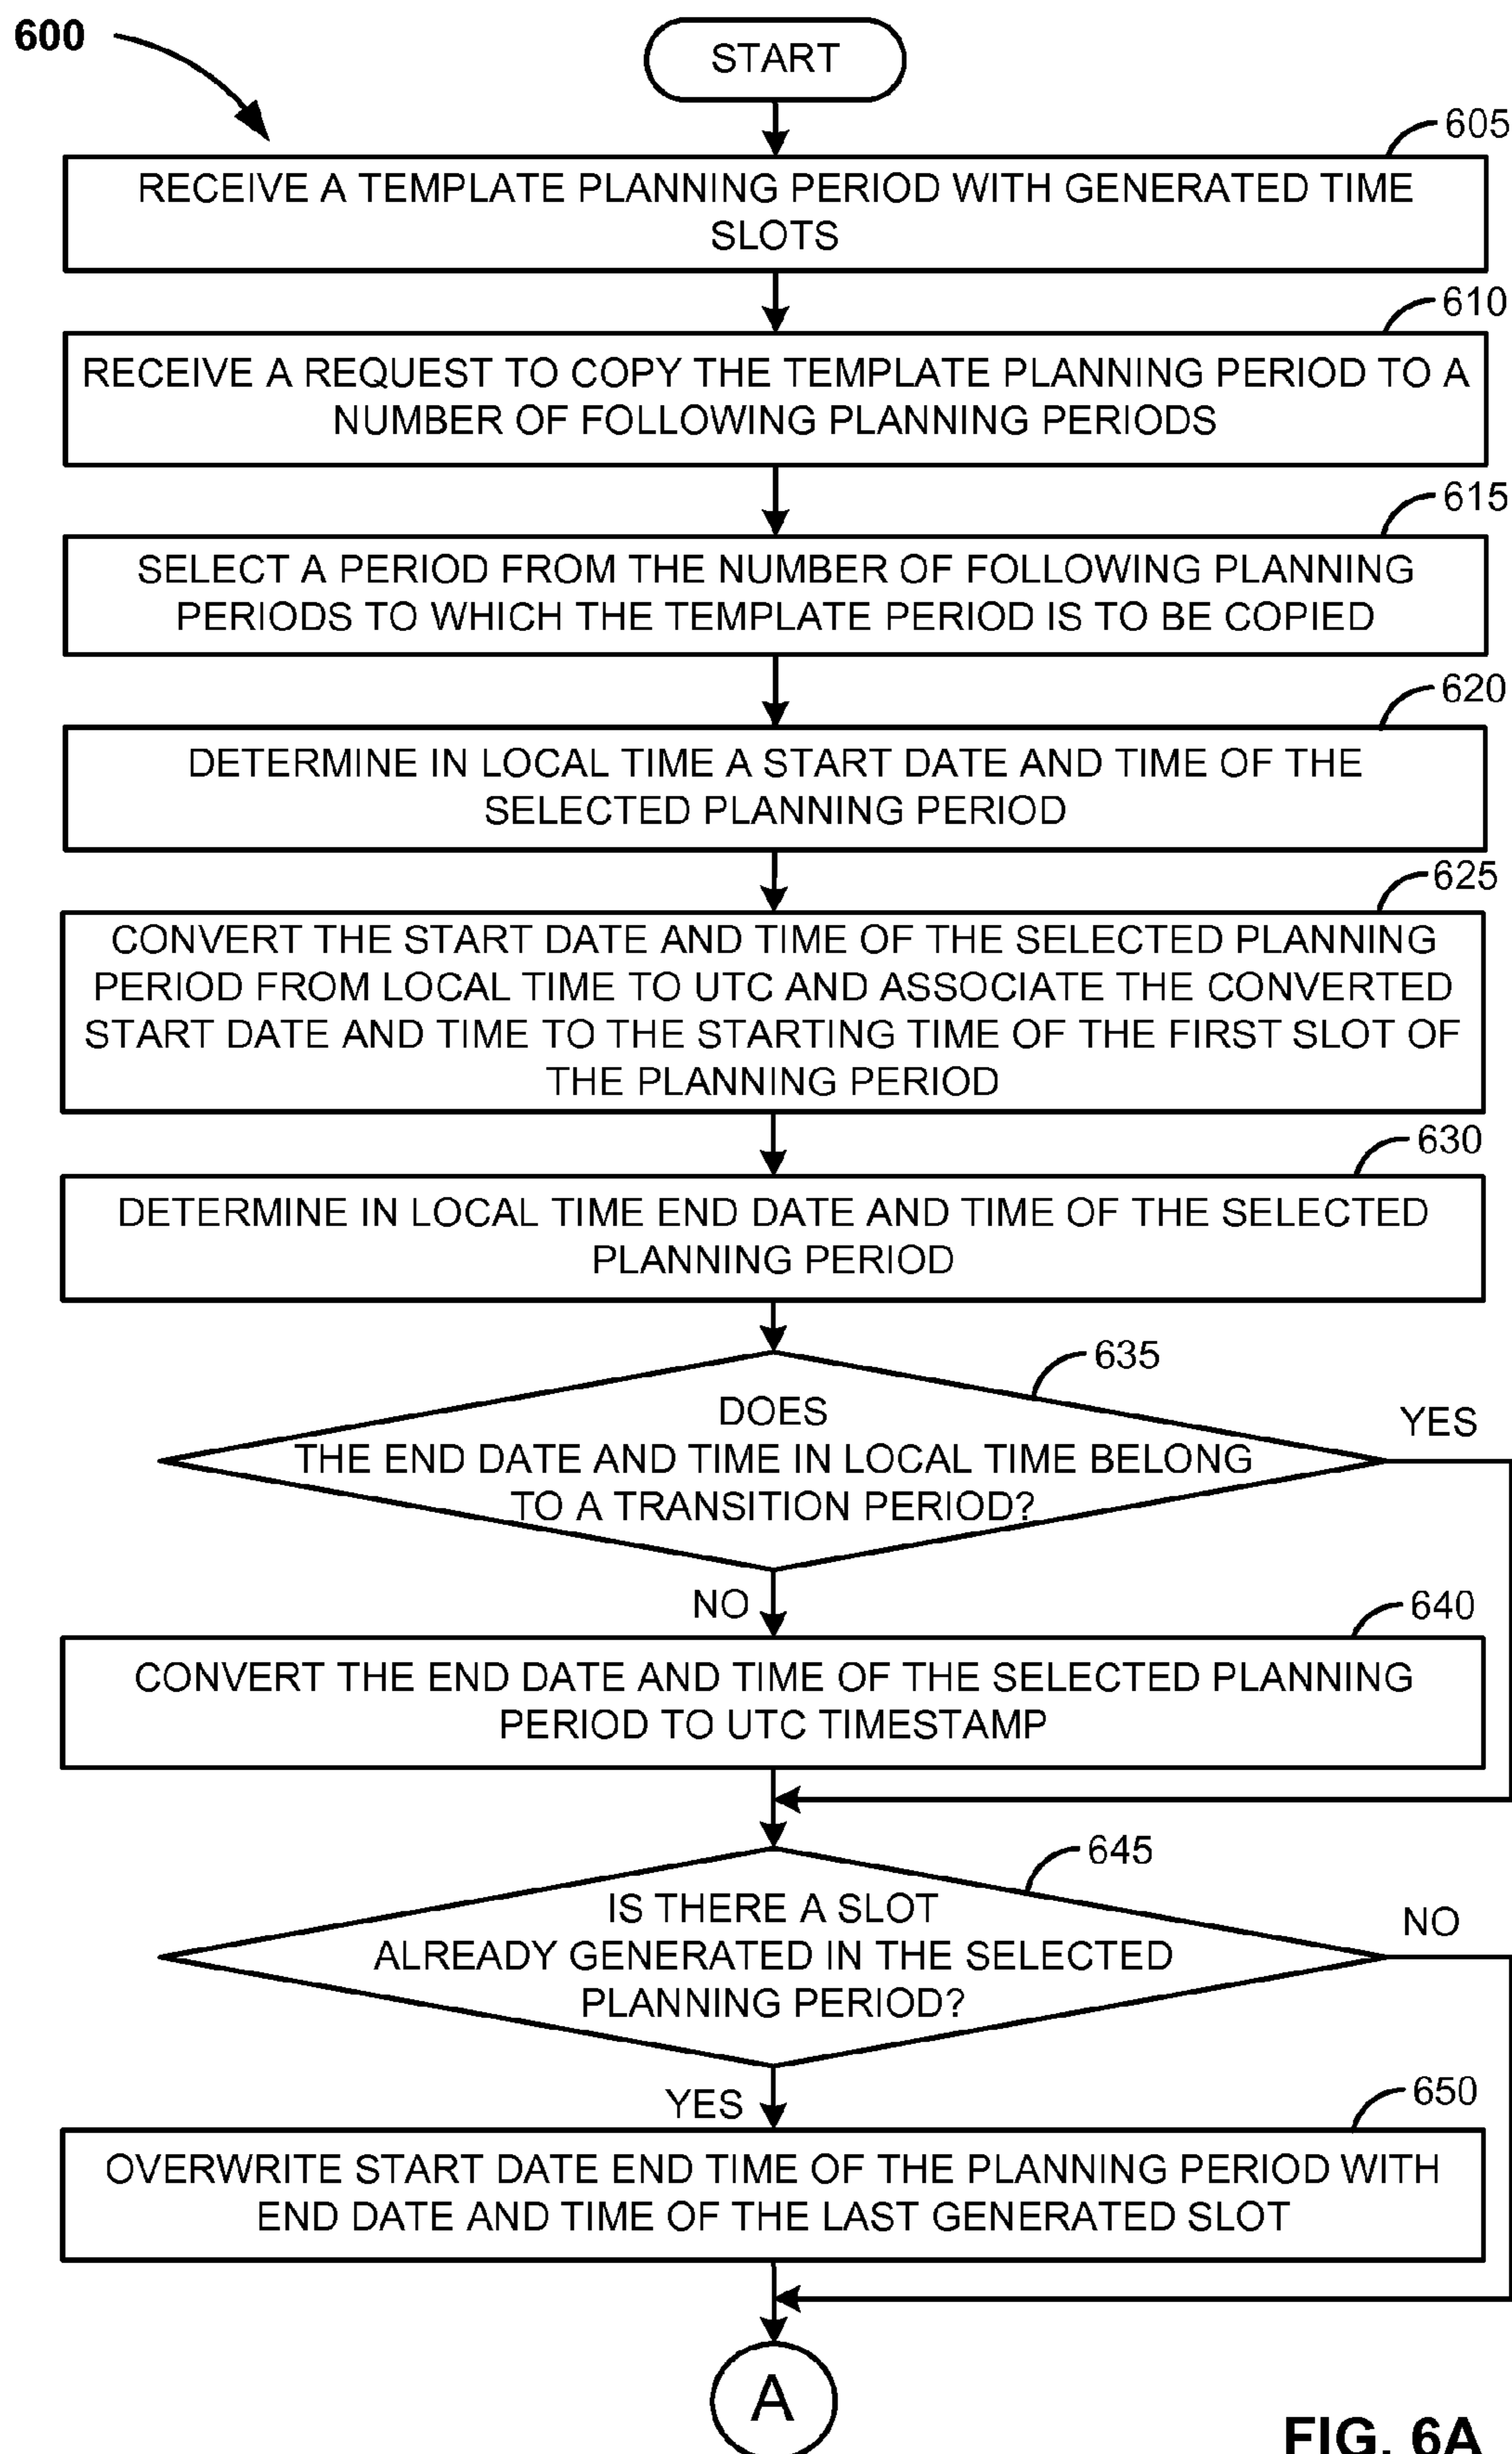 600
START
605
RECEIVE A TEMPLATE PLANNING PERIOD WITH GENERATED TIME
SLOTS
610
RECEIVE A REQUEST TO COPY THE TEMPLATE PLANNING PERIOD TO A
NUMBER OF FOLLOWING PLANNING PERIODS
615
SELECT A PERIOD FROM THE NUMBER OF FOLLOWING PLANNING
PERIODS TO WHICH THE TEMPLATE PERIOD IS TO BE COPIED
620
DETERMINE IN LOCAL TIME A START DATE AND TIME OF THE
SELECTED PLANNING PERIOD
625
CONVERT THE START DATE AND TIME OF THE SELECTED PLANNING
PERIOD FROM LOCAL TIME TO UTC AND ASSOCIATE THE CONVERTED
START DATE AND TIME TO THE STARTING TIME OF THE FIRST SLOT OF
THE PLANNING PERIOD
630
DETERMINE IN LOCAL TIME END DATE AND TIME OF THE SELECTED
PLANNING PERIOD
635
DOES
THE END DATE AND TIME IN LOCAL TIME BELONG
TO A TRANSITION PERIOD?
YES
NO
640
CONVERT THE END DATE AND TIME OF THE SELECTED PLANNING
PERIOD TO UTC TIMESTAMP
645
IS THERE A SLOT
ALREADY GENERATED IN THE SELECTED
PLANNING PERIOD?
NO
YES
650
OVERWRITE START DATE END TIME OF THE PLANNING PERIOD WITH
END DATE AND TIME OF THE LAST GENERATED SLOT
A
FIG. 6A